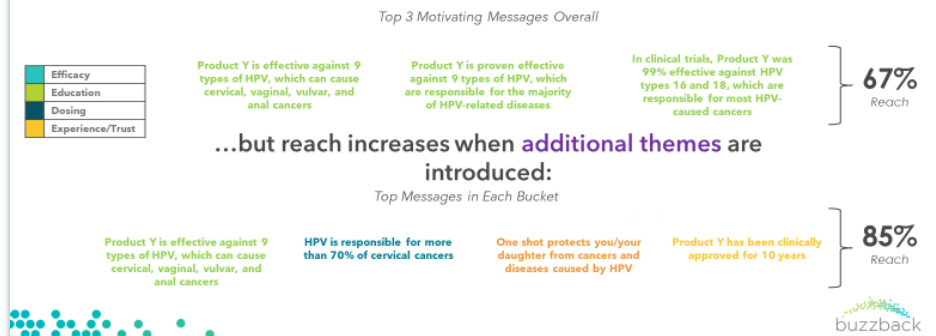 Top 3 Motivating Messages Overall
Efficacy
Education
Dosing
Experience/Trust
Product Y is effective against 9
types of HPV, which can cause
cervical, vaginal, vulvar, and
anal cancers
Product Y is proven effective
against 9 types of HPV, which
are responsible for the majority
of HPV-related diseases
In clinical trials, Product Y was
99% effective against HPV
types 16 and 18, which are
responsible for most HPV-
caused cancers
67%
Reach
...but reach increases when additional themes are
introduced:
Top Messages in Each Bucket
Product Y is effective against 9
types of HPV, which can cause
cervical, vaginal, vulvar, and
anal cancers
HPV is responsible for more
than 70% of cervical cancers
One shot protects you/your
daughter from cancers and
diseases caused by HPV
Product Y has been clinically
approved for 10 years
85%
Reach
buzzback